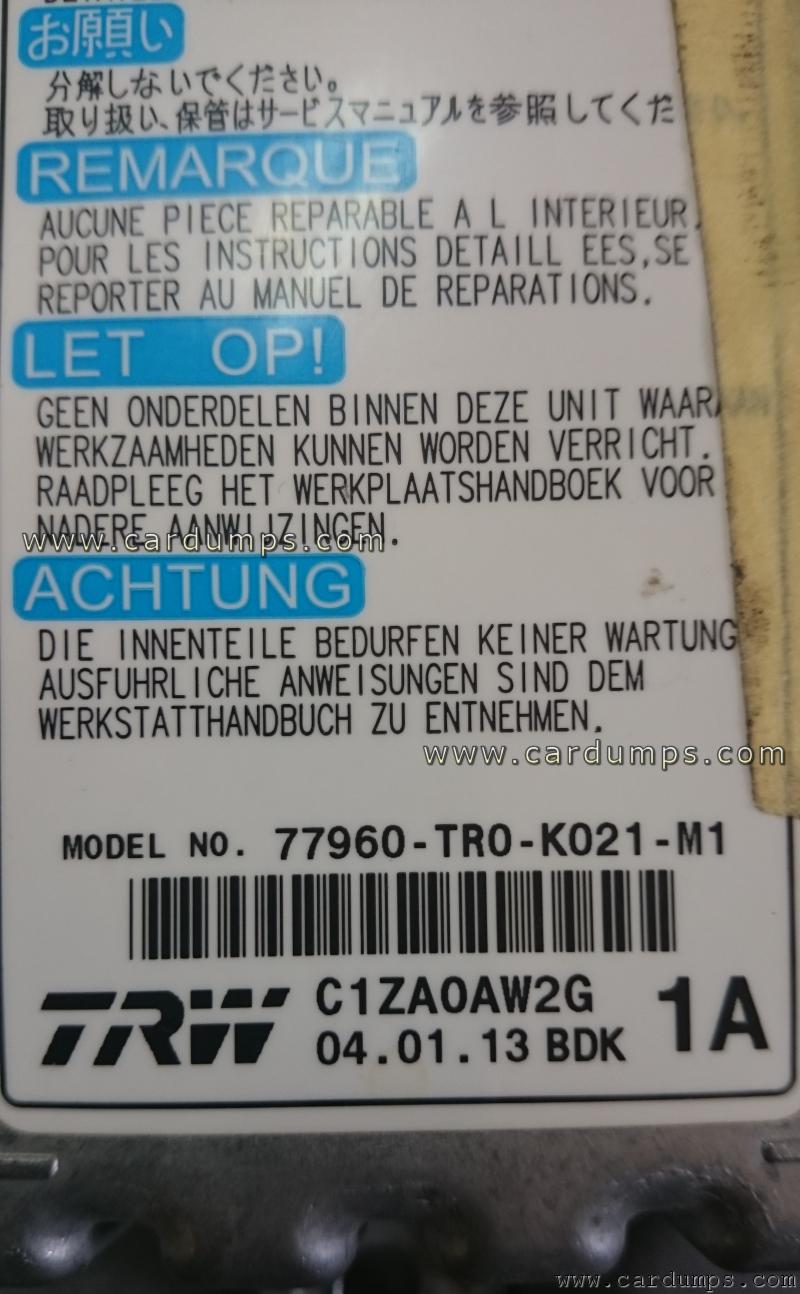 お願い
分解しないでください。
取り扱い、保管はサービスマニュアルを参照してくだ
REMARQUE
AUCUNE PIECE REPARABLE A L INTERIEUR.
POUR LES INSTRUCTIONS DETAILL EES,SE
REPORTER AU MANUEL DE REPARATIONS.
LET OP!
GEEN ONDERDELEN BINNEN DEZE UNIT WAARAAN
WERKZAAMHEDEN KUNNEN WORDEN VERRICHT.
RAADPLEEG HET WERKPLAATSHANDBOEK VOOR
NADERE AANWIJZINGEN.
www.cardumps.com
ACHTUNG
DIE INNENTEILE BEDURFEN KEINER WARTUNG
AUSFUHRLICHE ANWEISUNGEN SIND DEM
WERKSTATTHANDBUCH ZU ENTNEHMEN.
www.cardumps.com
MODEL NO. 77960-TR0-K021-M1
TRW C1ZA0AW2G 1A
04.01.13 BDK
www.cardumps.com